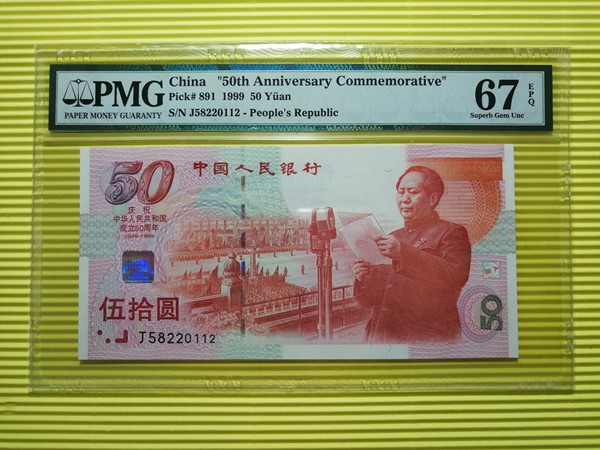 PMG
PAPER MONEY GUARANTY
China "50th Anniversary Commemorative"
Pick# 891 1999 50 Yüan
S/N J58220112 - People's Republic
67 EPQ
Superb Gem Unc
50
中国人民银行
庆祝
中华人民共和国
成立50周年
1949-1999
伍拾圆
J58220112
50